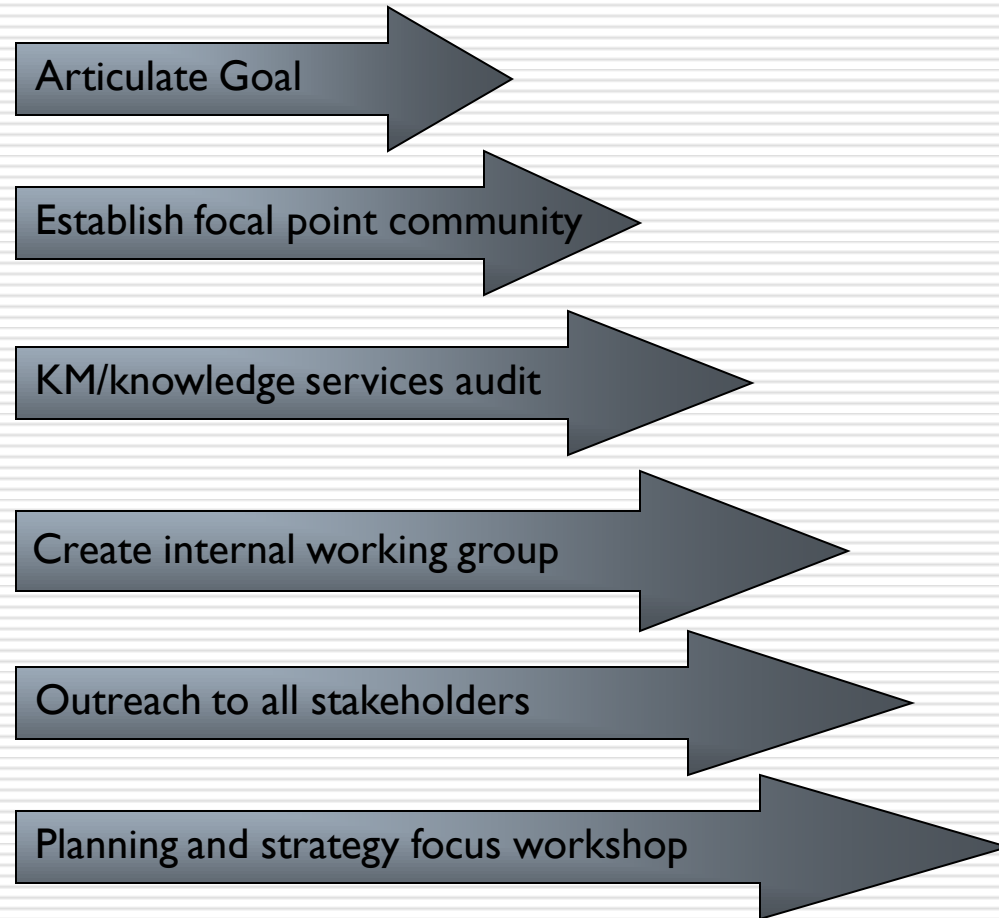 Articulate Goal
Establish focal point community
KM/knowledge services audit
Create internal working group
Outreach to all stakeholders
Planning and strategy focus workshop